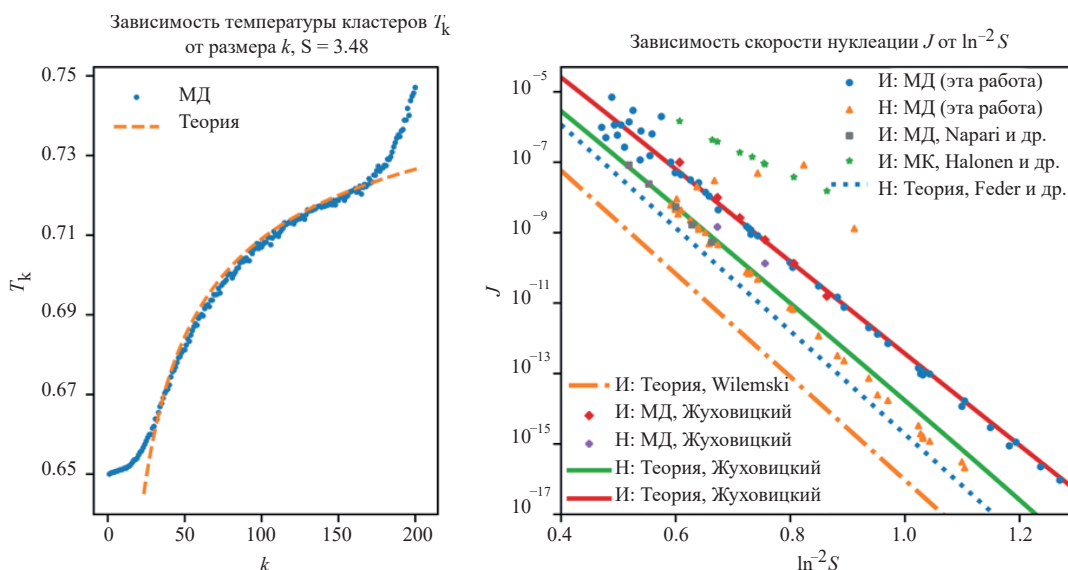 Зависимость температуры кластеров T_k
от размера k, S = 3.48
0.75
0.73
0.71
0.69
0.67
0.65
T_k
МД
Теория
0
50
100
150
200
k
Зависимость скорости нуклеации J от ln⁻² S
10⁻⁵
10⁻⁷
10⁻⁹
10⁻¹¹
10⁻¹³
10⁻¹⁵
10⁻¹⁷
J
И: МД (эта работа)
Н: МД (эта работа)
И: МД, Napari и др.
И: МК, Halonen и др.
Н: Теория, Feder и др.
И: Теория, Wilemski
И: МД, Жуховицкий
Н: МД, Жуховицкий
Н: Теория, Жуховицкий
И: Теория, Жуховицкий
0.4
0.6
0.8
1.0
1.2
ln⁻² S